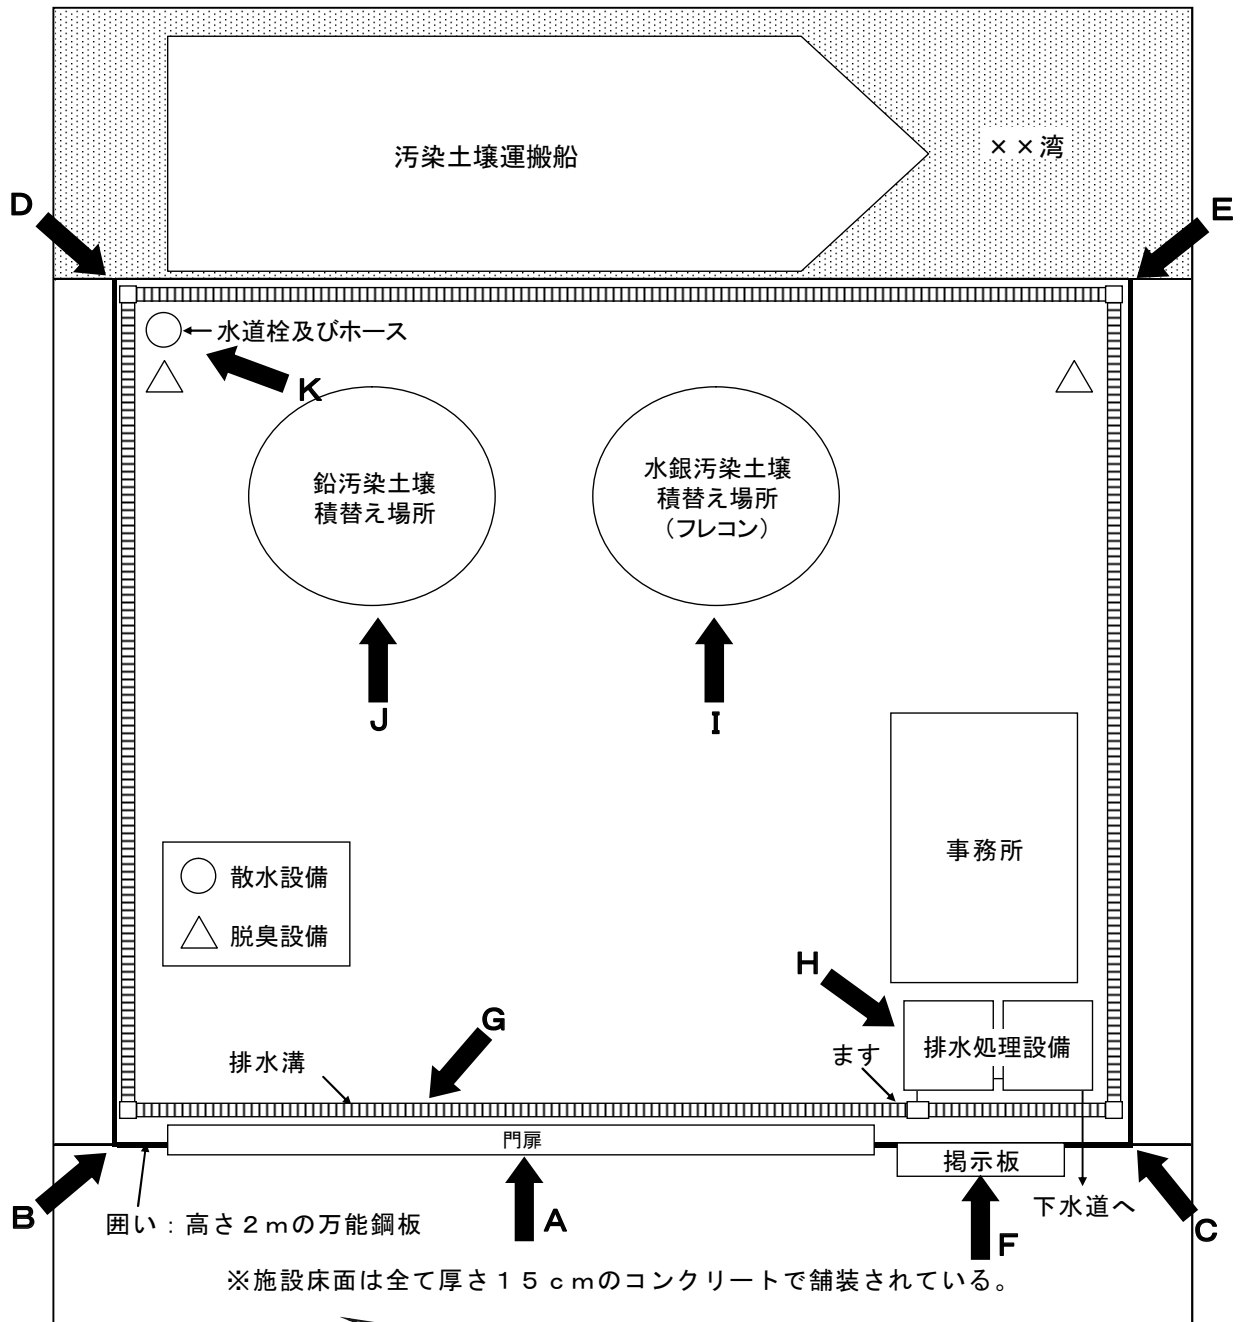 汚染土壌運搬船
××湾
D
E
水道栓及びホース
K
鉛汚染土壌
積替え場所
水銀汚染土壌
積替え場所
（フレコン）
J
I
事務所
散水設備
脱臭設備
H
G
排水溝
ます
排水処理設備
門扉
掲示板
B
囲い：高さ２ｍの万能鋼板
A
F
下水道へ
C
※施設床面は全て厚さ１５ｃｍのコンクリートで舗装されている。